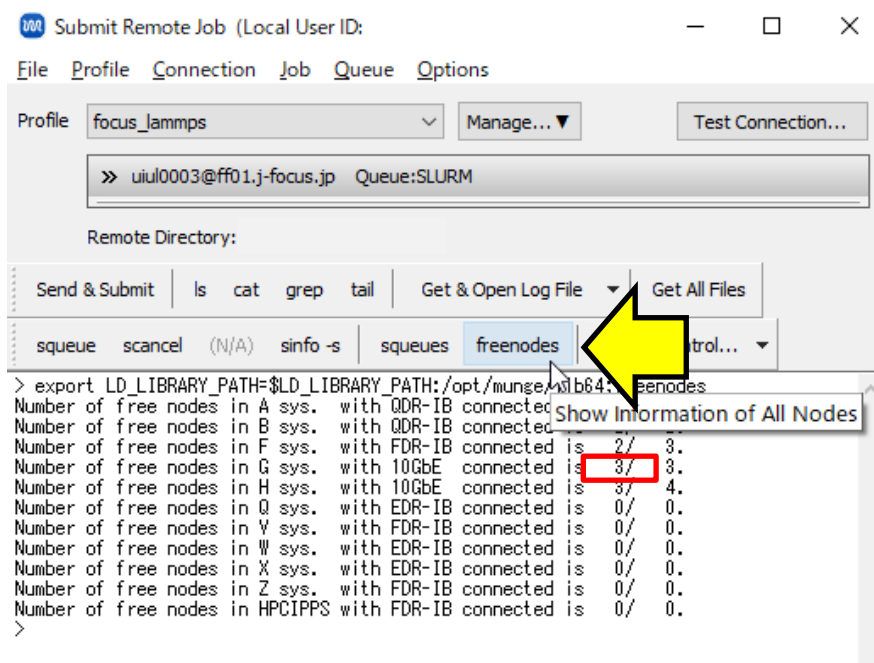 Submit Remote Job (Local User ID:
File Profile Connection Job Queue Options
Profile focus_lammps Manage...▼ Test Connection...
» uiul0003@ff01.j-focus.jp Queue:SLURM
Remote Directory:
Send & Submit ls cat grep tail Get & Open Log File Get All Files
squeue scancel (N/A) sinfo -s squeues freenodes trol...
> export LD_LIBRARY_PATH=$LD_LIBRARY_PATH:/opt/munge/
Show Information of All Nodes
Number of free nodes in A sys. with QDR-IB connected
Number of free nodes in B sys. with QDR-IB connected
Number of free nodes in F sys. with FDR-IB connected is 2/ 3.
Number of free nodes in G sys. with 10GbE connected is 3/ 3.
Number of free nodes in H sys. with 10GbE connected is 3/ 4.
Number of free nodes in Q sys. with EDR-IB connected is 0/ 0.
Number of free nodes in V sys. with FDR-IB connected is 0/ 0.
Number of free nodes in W sys. with EDR-IB connected is 0/ 0.
Number of free nodes in X sys. with EDR-IB connected is 0/ 0.
Number of free nodes in Z sys. with FDR-IB connected is 0/ 0.
Number of free nodes in HPCIPPS with FDR-IB connected is 0/ 0.
>